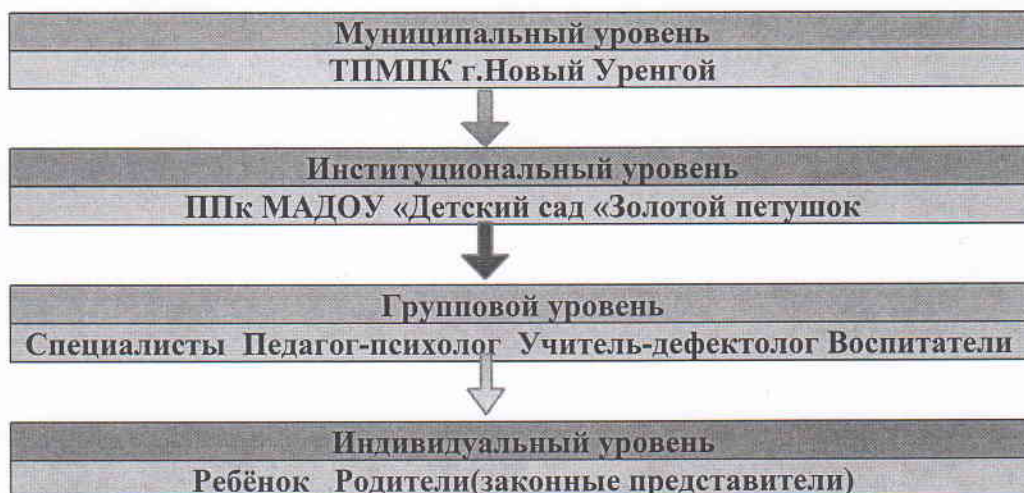 Муниципальный уровень
ТПМПК г.Новый Уренгой
Институциональный уровень
ППк МАДОУ «Детский сад «Золотой петушок
Групповой уровень
Специалисты Педагог-психолог Учитель-дефектолог Воспитатели
Индивидуальный уровень
Ребёнок Родители(законные представители)